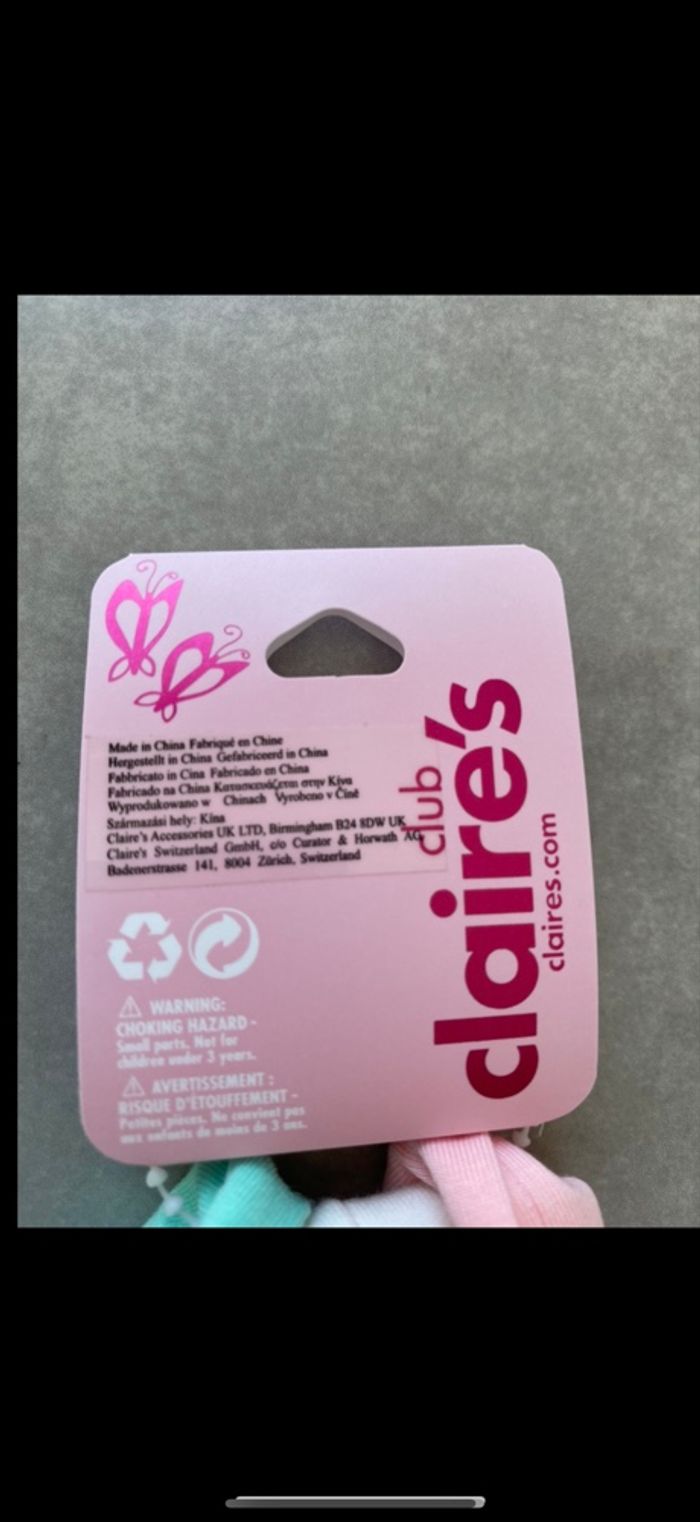 Made in China Fabriqué en Chine
Hergestellt in China Gefabriceerd in China
Fabbricato in Cina Fabricado en China
Fabricado na China Κατασκευάζεται στην Κίνα
Wyprodukowano w Chinach Vyrobeno v Číně
Származási hely: Kína
Claire's Accessories UK LTD, Birmingham B24 8DW UK
Claire's Switzerland GmbH, c/o Curator & Horwath AG
Badenerstrasse 141, 8004 Zürich, Switzerland
club
claire's
claires.com
WARNING:
CHOKING HAZARD -
Small parts. Not for
children under 3 years.
AVERTISSEMENT :
RISQUE D'ÉTOUFFEMENT -
Petites pièces. Ne convient pas
aux enfants de moins de 3 ans.